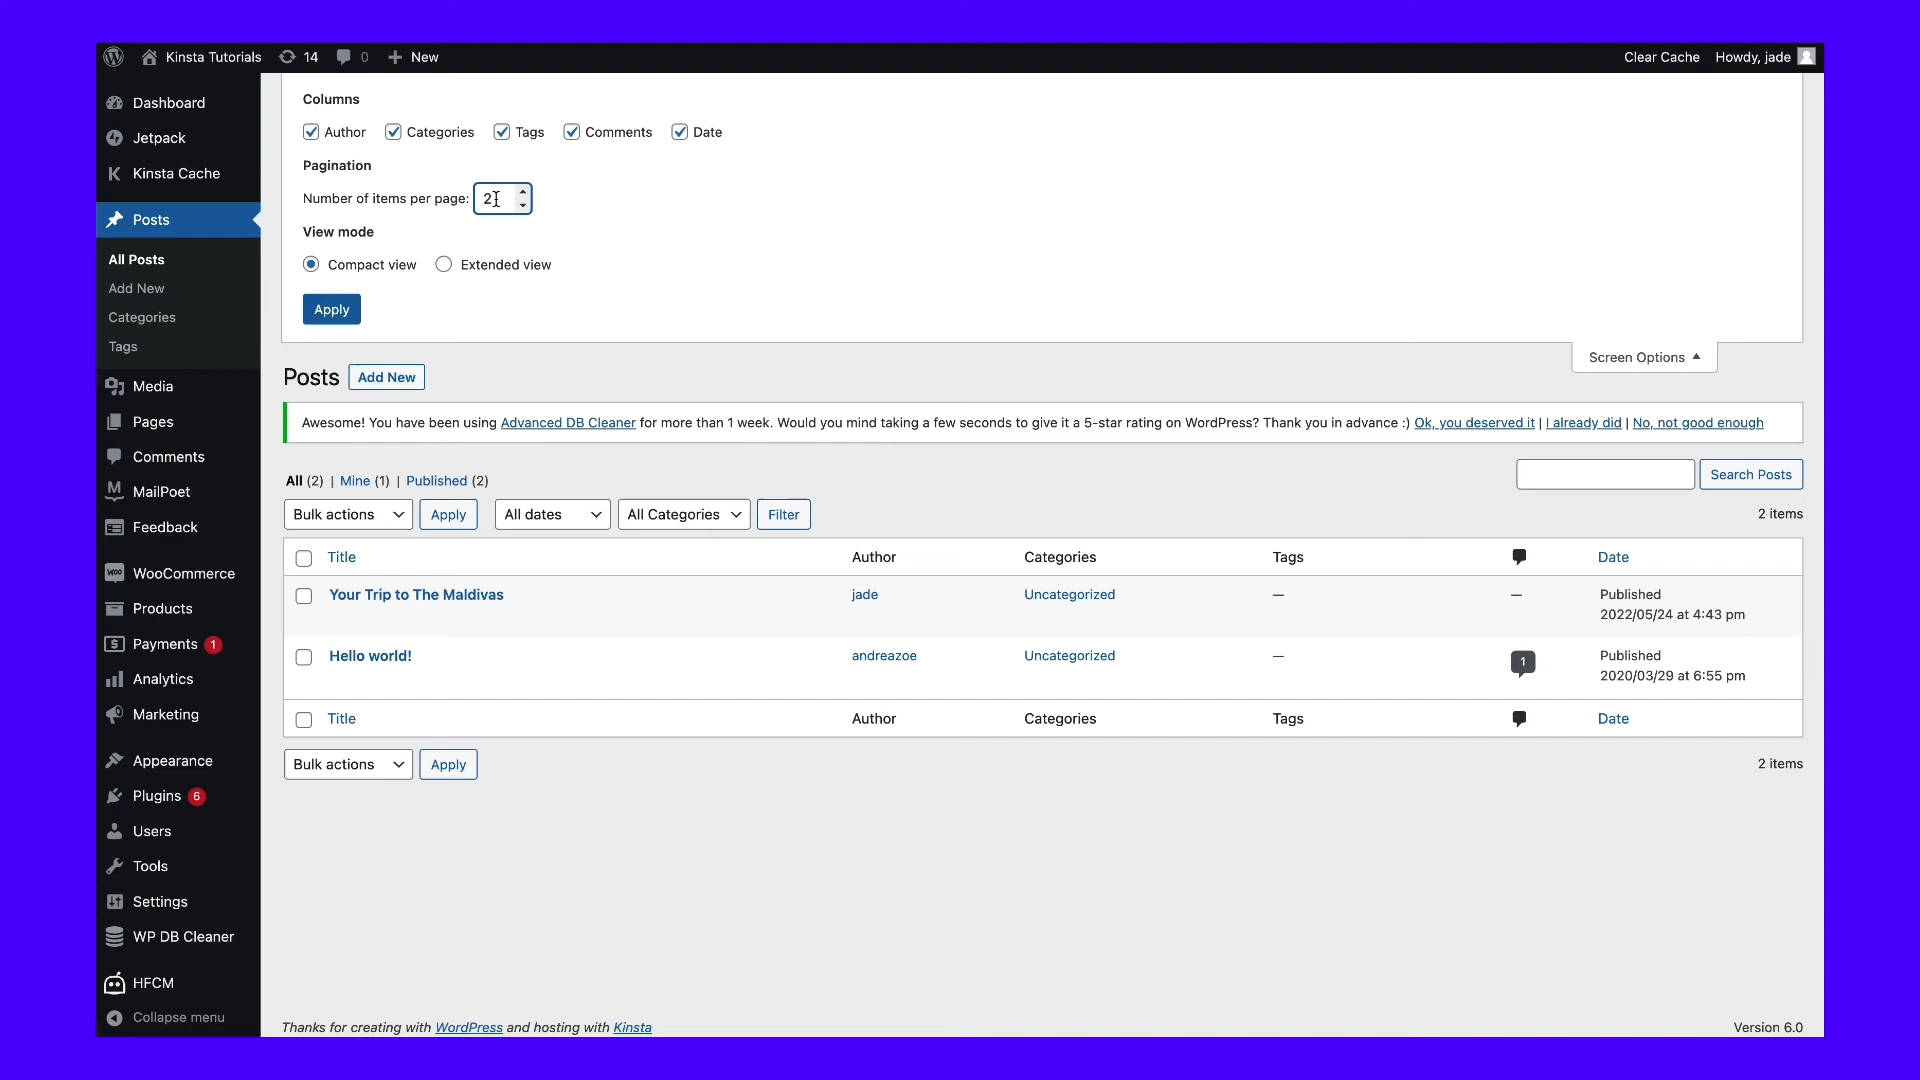 Kinsta Tutorials 14 0 New Clear Cache Howdy, jade
Dashboard
Jetpack
Kinsta Cache
Posts
All Posts
Add New
Categories
Tags
Media
Pages
Comments
MailPoet
Feedback
WooCommerce
Products
Payments 1
Analytics
Marketing
Appearance
Plugins 6
Users
Tools
Settings
WP DB Cleaner
HFCM
Collapse menu
Columns
Author Categories Tags Comments Date
Pagination
Number of items per page: 2
View mode
Compact view Extended view
Apply
Screen Options
Posts Add New
Awesome! You have been using Advanced DB Cleaner for more than 1 week. Would you mind taking a few seconds to give it a 5-star rating on WordPress? Thank you in advance :) Ok, you deserved it | I already did | No, not good enough
All (2) | Mine (1) | Published (2)
Search Posts
Bulk actions Apply All dates All Categories Filter 2 items
Title Author Categories Tags Date
Your Trip to The Maldivas jade Uncategorized — — Published
2022/05/24 at 4:43 pm
Hello world! andreazoe Uncategorized — 1 Published
2020/03/29 at 6:55 pm
Title Author Categories Tags Date
Bulk actions Apply 2 items
Thanks for creating with WordPress and hosting with Kinsta Version 6.0